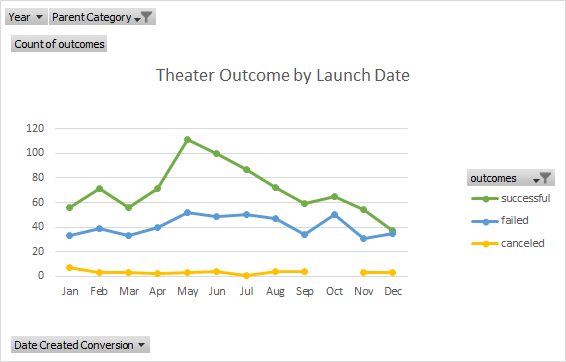 Year Parent Category
Count of outcomes
Theater Outcome by Launch Date
120
100
80
60
40
20
0
Jan Feb Mar Apr May Jun Jul Aug Sep Oct Nov Dec
outcomes
successful
failed
canceled
Date Created Conversion